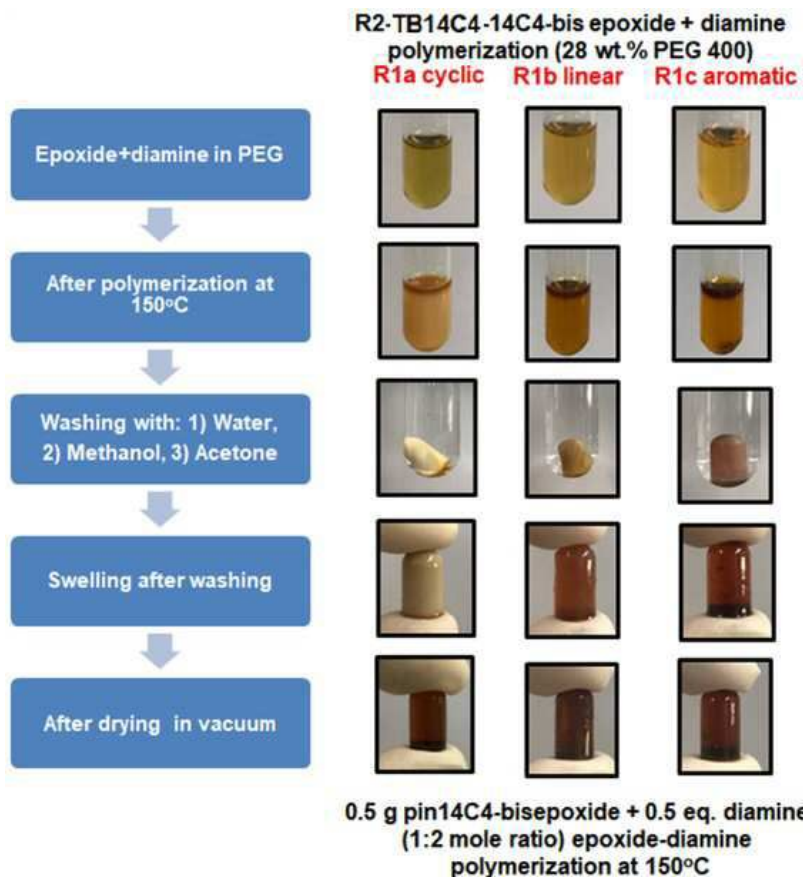 R2-TB14C4-14C4-bis epoxide + diamine
polymerization (28 wt.% PEG 400)
R1a cyclic R1b linear R1c aromatic
Epoxide+diamine in PEG
After polymerization at
150°C
Washing with: 1) Water,
2) Methanol, 3) Acetone
Swelling after washing
After drying in vacuum
0.5 g pin14C4-bisepoxide + 0.5 eq. diamine
(1:2 mole ratio) epoxide-diamine
polymerization at 150°C